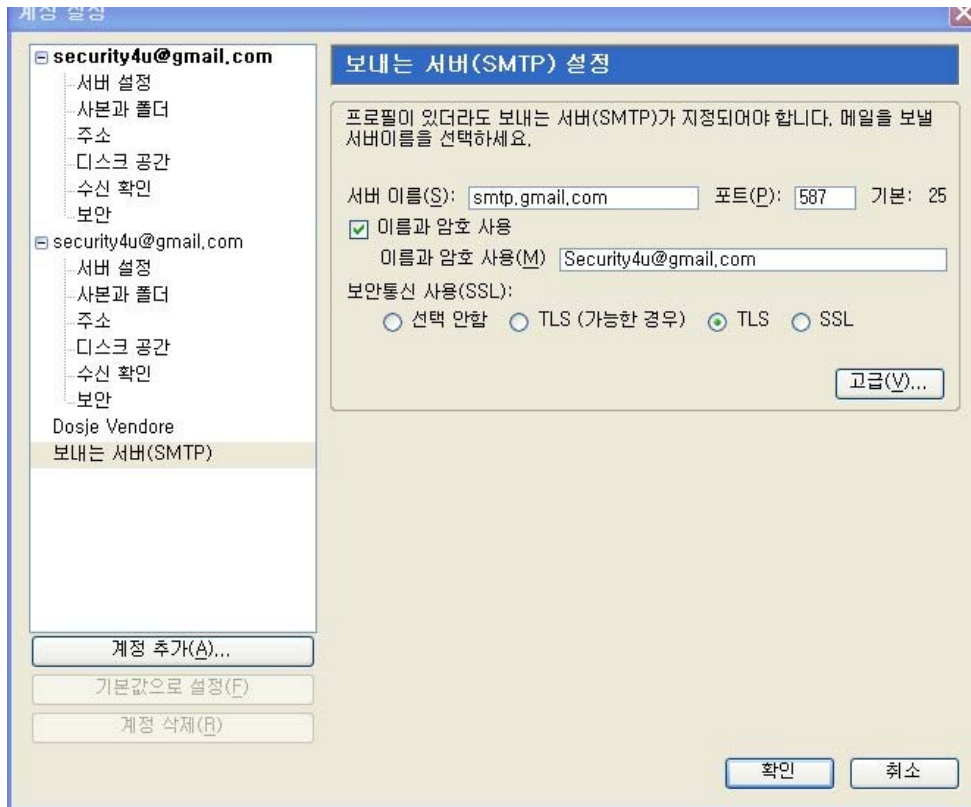 계정 설정
security4u@gmail.com
서버 설정
사본과 폴더
주소
디스크 공간
수신 확인
보안
security4u@gmail.com
서버 설정
사본과 폴더
주소
디스크 공간
수신 확인
보안
Dosje Vendore
보내는 서버(SMTP)
계정 추가(A)...
기본값으로 설정(F)
계정 삭제(R)
보내는 서버(SMTP) 설정
프로필이 있더라도 보내는 서버(SMTP)가 지정되어야 합니다. 메일을 보낼
서버이름을 선택하세요.
서버 이름(S): smtp.gmail.com 포트(P): 587 기본: 25
이름과 암호 사용
이름과 암호 사용(M) Security4u@gmail.com
보안통신 사용(SSL):
선택 안함 TLS (가능한 경우) TLS SSL
고급(V)...
확인 취소